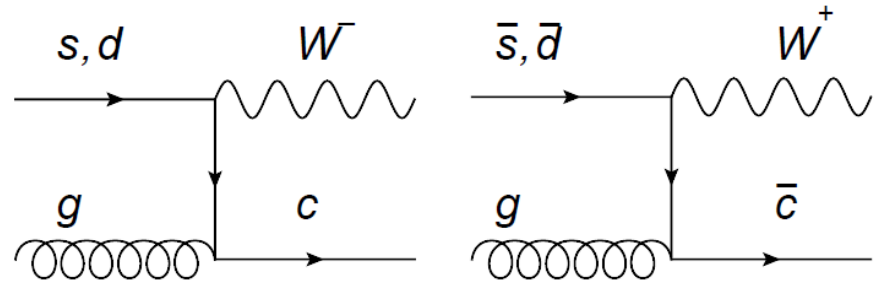 s, d W⁻ s̄, d̄ W⁺
g c g c̄